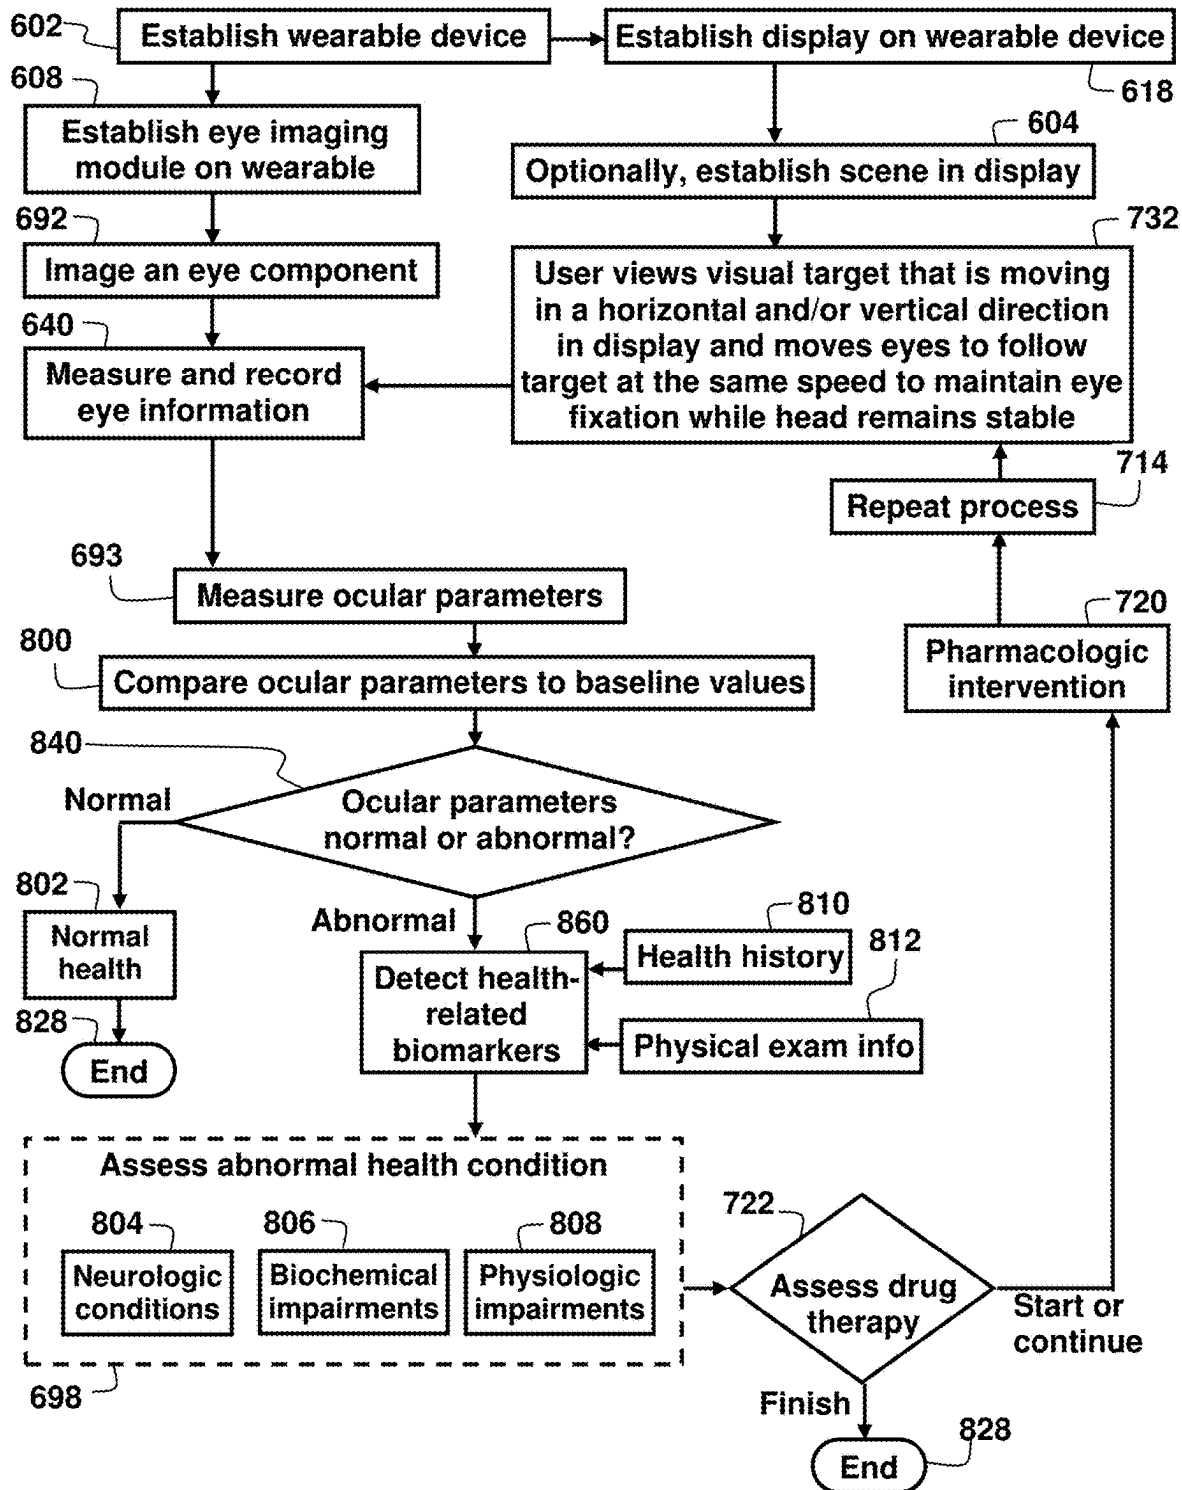 602
Establish wearable device
Establish display on wearable device
618
608
Establish eye imaging
module on wearable
604
Optionally, establish scene in display
692
Image an eye component
732
User views visual target that is moving
in a horizontal and/or vertical direction
in display and moves eyes to follow
target at the same speed to maintain eye
fixation while head remains stable
640
Measure and record
eye information
714
Repeat process
693
Measure ocular parameters
720
Pharmacologic
intervention
800
Compare ocular parameters to baseline values
840
Ocular parameters
normal or abnormal?
Normal
802
Normal
health
828
End
Abnormal
860
Detect health-
related
biomarkers
810
Health history
812
Physical exam info
Assess abnormal health condition
804
Neurologic
conditions
806
Biochemical
impairments
808
Physiologic
impairments
698
722
Assess drug
therapy
Start or
continue
Finish
828
End